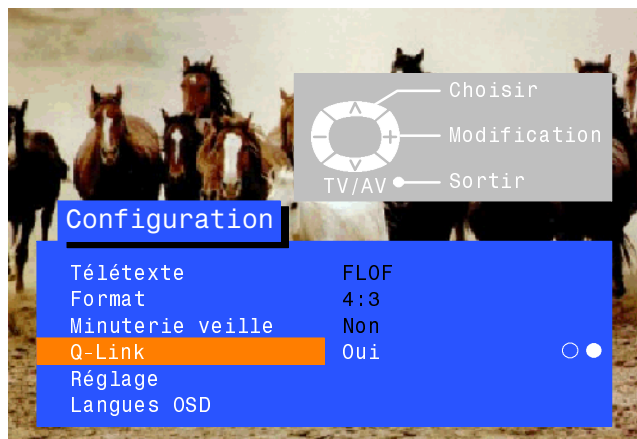 Choisir
Modification
TV/AV Sortir
Configuration
Télétexte FLOF
Format 4:3
Minuterie veille Non
Q-Link Oui
Réglage
Langues OSD